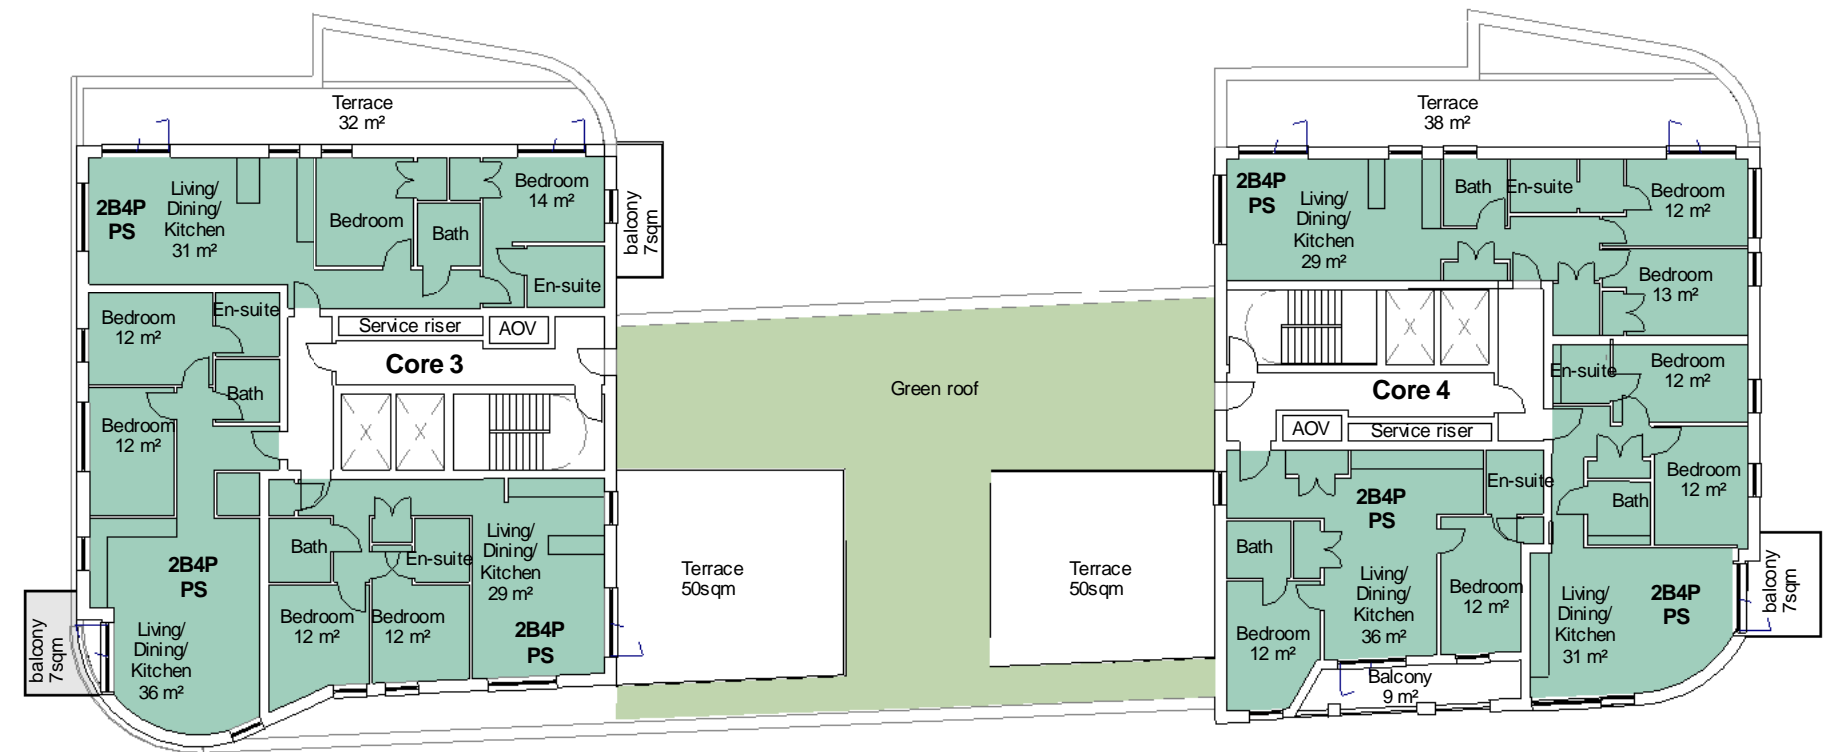 Terrace
32 m²
2B4P
PS
Living/
Dining/
Kitchen
31 m²
Bedroom
Bath
Bedroom
14 m²
En-suite
balcony
7sqm
Bedroom
12 m²
En-suite
Bath
Bedroom
12 m²
Service riser
AOV
Core 3
2B4P
PS
Living/
Dining/
Kitchen
36 m²
balcony
7sqm
Bath
En-suite
Bedroom
12 m²
Bedroom
12 m²
Living/
Dining/
Kitchen
29 m²
2B4P
PS
Green roof
Terrace
50sqm
Terrace
50sqm
Terrace
38 m²
2B4P
PS
Living/
Dining/
Kitchen
29 m²
Bath
En-suite
Bedroom
12 m²
Bedroom
13 m²
En-suite
Bedroom
12 m²
Core 4
AOV
Service riser
Bedroom
12 m²
Bath
2B4P
PS
En-suite
Bath
Living/
Dining/
Kitchen
36 m²
Bedroom
12 m²
Bedroom
12 m²
Balcony
9 m²
Living/
Dining/
Kitchen
31 m²
2B4P
PS
balcony
7sqm